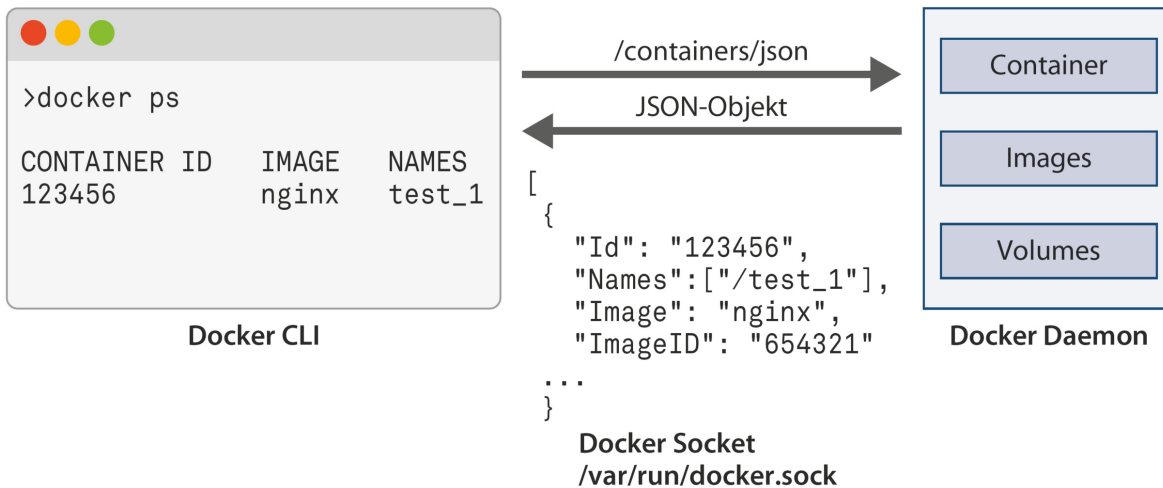 >docker ps
CONTAINER ID IMAGE NAMES
123456 nginx test_1
Docker CLI
/containers/json
JSON-Objekt
[
{
"Id": "123456",
"Names":["/test_1"],
"Image": "nginx",
"ImageID": "654321"
...
}
Docker Socket
/var/run/docker.sock
Container
Images
Volumes
Docker Daemon